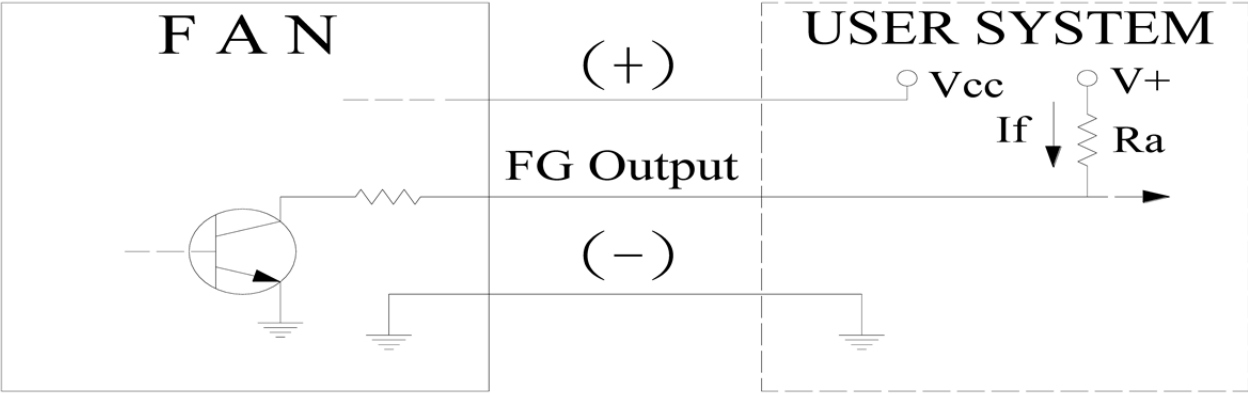 F A N
USER SYSTEM
(+)
Vcc
V+
If
Ra
FG Output
(-)